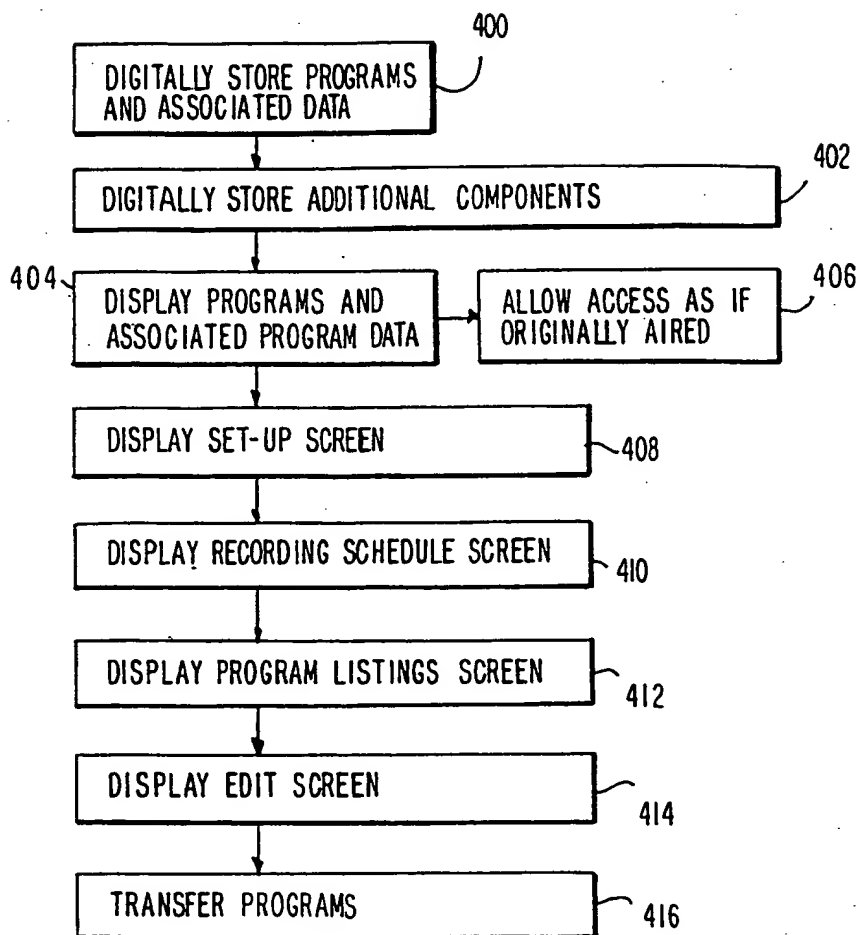 400
DIGITALLY STORE PROGRAMS
AND ASSOCIATED DATA
402
DIGITALLY STORE ADDITIONAL COMPONENTS
404
DISPLAY PROGRAMS AND
ASSOCIATED PROGRAM DATA
406
ALLOW ACCESS AS IF
ORIGINALLY AIRED
DISPLAY SET-UP SCREEN
408
DISPLAY RECORDING SCHEDULE SCREEN
410
DISPLAY PROGRAM LISTINGS SCREEN
412
DISPLAY EDIT SCREEN
414
TRANSFER PROGRAMS
416